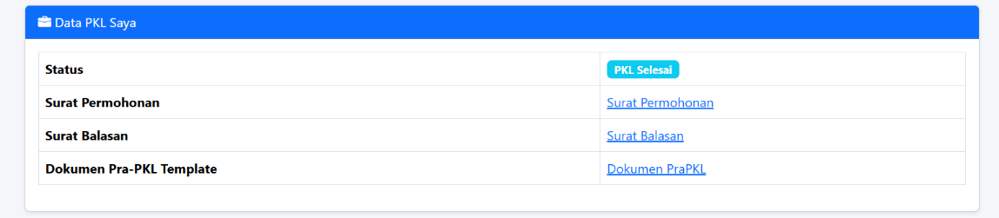 Data PKL Saya
Status PKL Selesai
Surat Permohonan Surat Permohonan
Surat Balasan Surat Balasan
Dokumen Pra-PKL Template Dokumen PraPKL